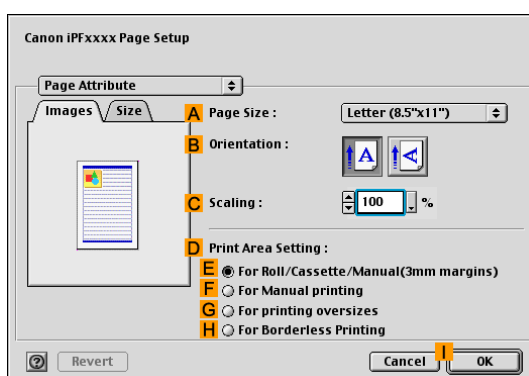 Canon iPFxxxx Page Setup
Page Attribute
Images Size
A Page Size : Letter (8.5"x11")
B Orientation : A A
C Scaling : 100 %
D Print Area Setting :
E For Roll/Cassette/Manual(3mm margins)
F For Manual printing
G For printing oversizes
H For Borderless Printing
? Revert Cancel I OK